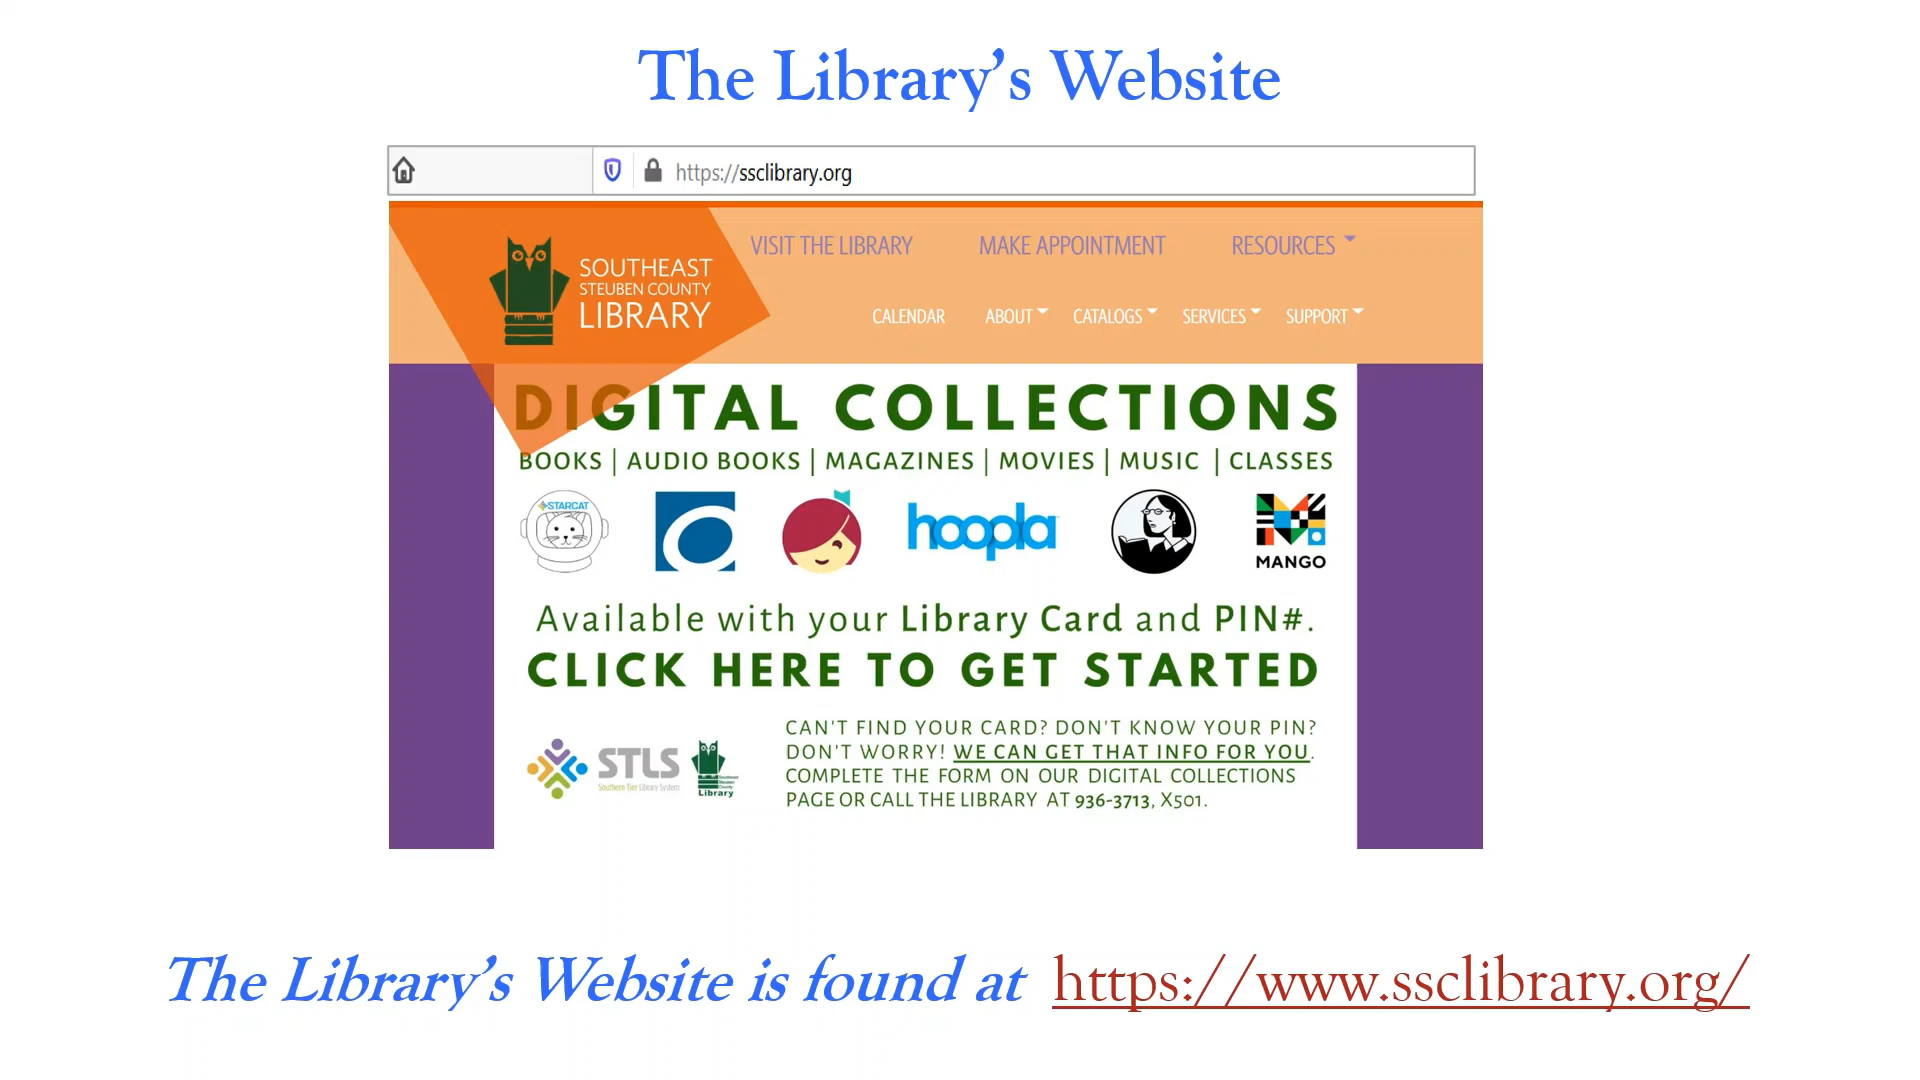 The Library's Website
https://ssclibrary.org
VISIT THE LIBRARY MAKE APPOINTMENT RESOURCES
SOUTHEAST
STEUBEN COUNTY
LIBRARY
CALENDAR ABOUT CATALOGS SERVICES SUPPORT
DIGITAL COLLECTIONS
BOOKS | AUDIO BOOKS | MAGAZINES | MOVIES | MUSIC | CLASSES
STARCAT
hoopla
MANGO
Available with your Library Card and PIN#.
CLICK HERE TO GET STARTED
CAN'T FIND YOUR CARD? DON'T KNOW YOUR PIN?
DON'T WORRY! WE CAN GET THAT INFO FOR YOU.
COMPLETE THE FORM ON OUR DIGITAL COLLECTIONS
PAGE OR CALL THE LIBRARY AT 936-3713, X501.
STLS
Southern Tier Library System
Southeast
Steuben
County
Library
The Library's Website is found at https://www.ssclibrary.org/